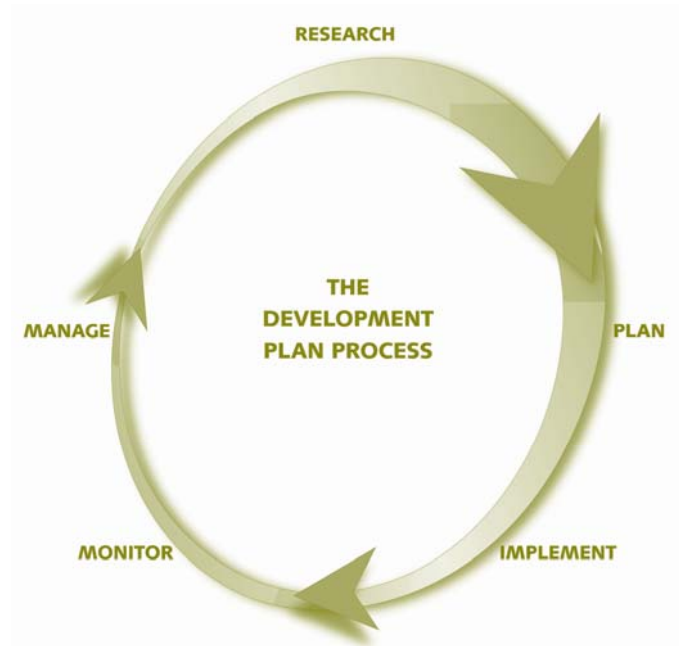 RESEARCH
THE
DEVELOPMENT
PLAN PROCESS
MANAGE
PLAN
MONITOR
IMPLEMENT